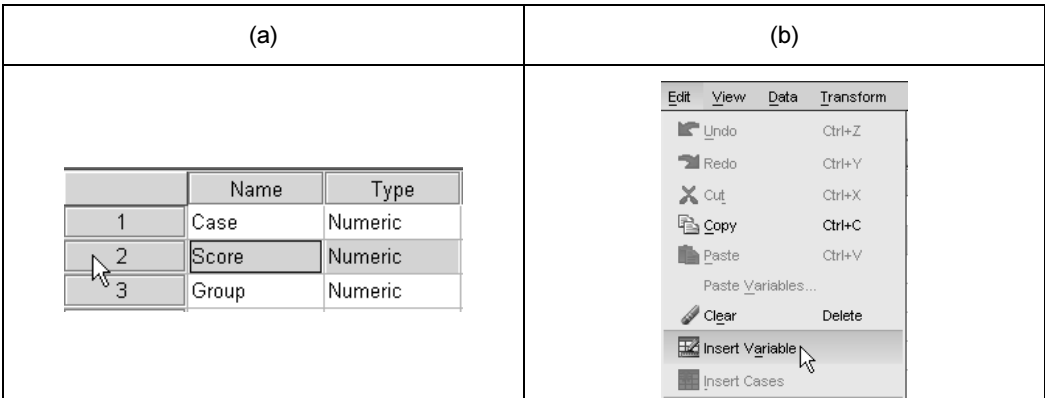 (a) (b)
Name Type
1 Case Numeric
2 Score Numeric
3 Group Numeric
Edit View Data Transform
Undo Ctrl+Z
Redo Ctrl+Y
Cut Ctrl+X
Copy Ctrl+C
Paste Ctrl+V
Paste Variables...
Clear Delete
Insert Variable
Insert Cases